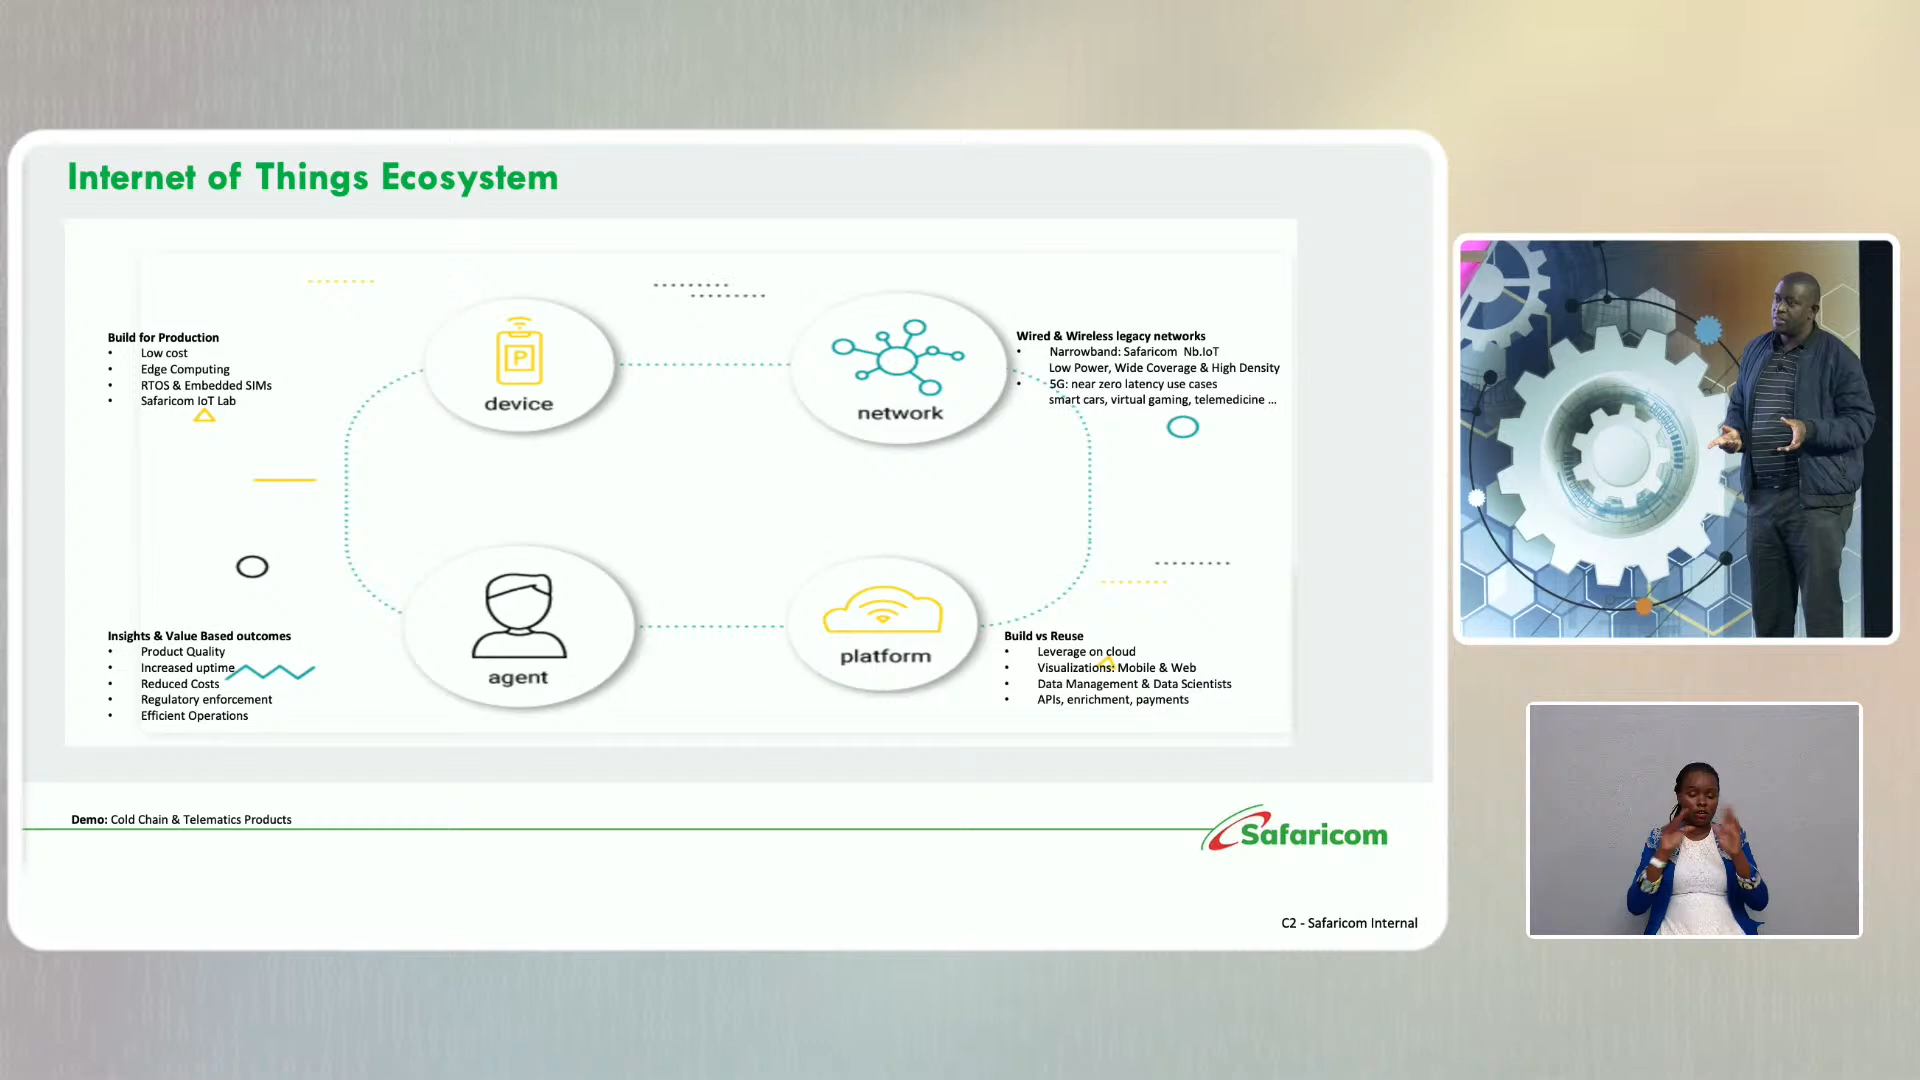 Internet of Things Ecosystem
Build for Production
• Low cost
• Edge Computing
• RTOS & Embedded SIMs
• Safaricom IoT Lab
P
device
network
Wired & Wireless legacy networks
• Narrowband: Safaricom Nb.IoT
Low Power, Wide Coverage & High Density
• 5G: near zero latency use cases
smart cars, virtual gaming, telemedicine ...
Insights & Value Based outcomes
• Product Quality
• Increased uptime
• Reduced Costs
• Regulatory enforcement
• Efficient Operations
agent
platform
Build vs Reuse
• Leverage on cloud
• Visualizations: Mobile & Web
• Data Management & Data Scientists
• APIs, enrichment, payments
Demo: Cold Chain & Telematics Products
Safaricom
C2 - Safaricom Internal